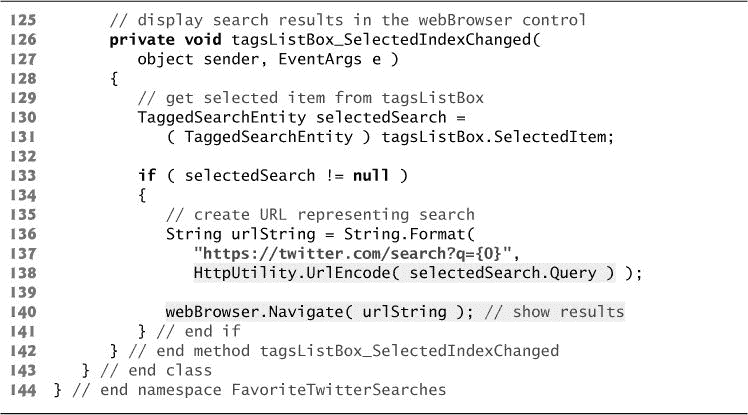 125 // display search results in the webBrowser control
126 private void tagsListBox_SelectedIndexChanged(
127 object sender, EventArgs e )
128 {
129 // get selected item from tagsListBox
130 TaggedSearchEntity selectedSearch =
131 ( TaggedSearchEntity ) tagsListBox.SelectedItem;
132
133 if ( selectedSearch != null )
134 {
135 // create URL representing search
136 String urlString = String.Format(
137 "https://twitter.com/search?q={0}",
138 HttpUtility.UrlEncode( selectedSearch.Query ) );
139
140 webBrowser.Navigate( urlString ); // show results
141 } // end if
142 } // end method tagsListBox_SelectedIndexChanged
143 } // end class
144 } // end namespace FavoriteTwitterSearches